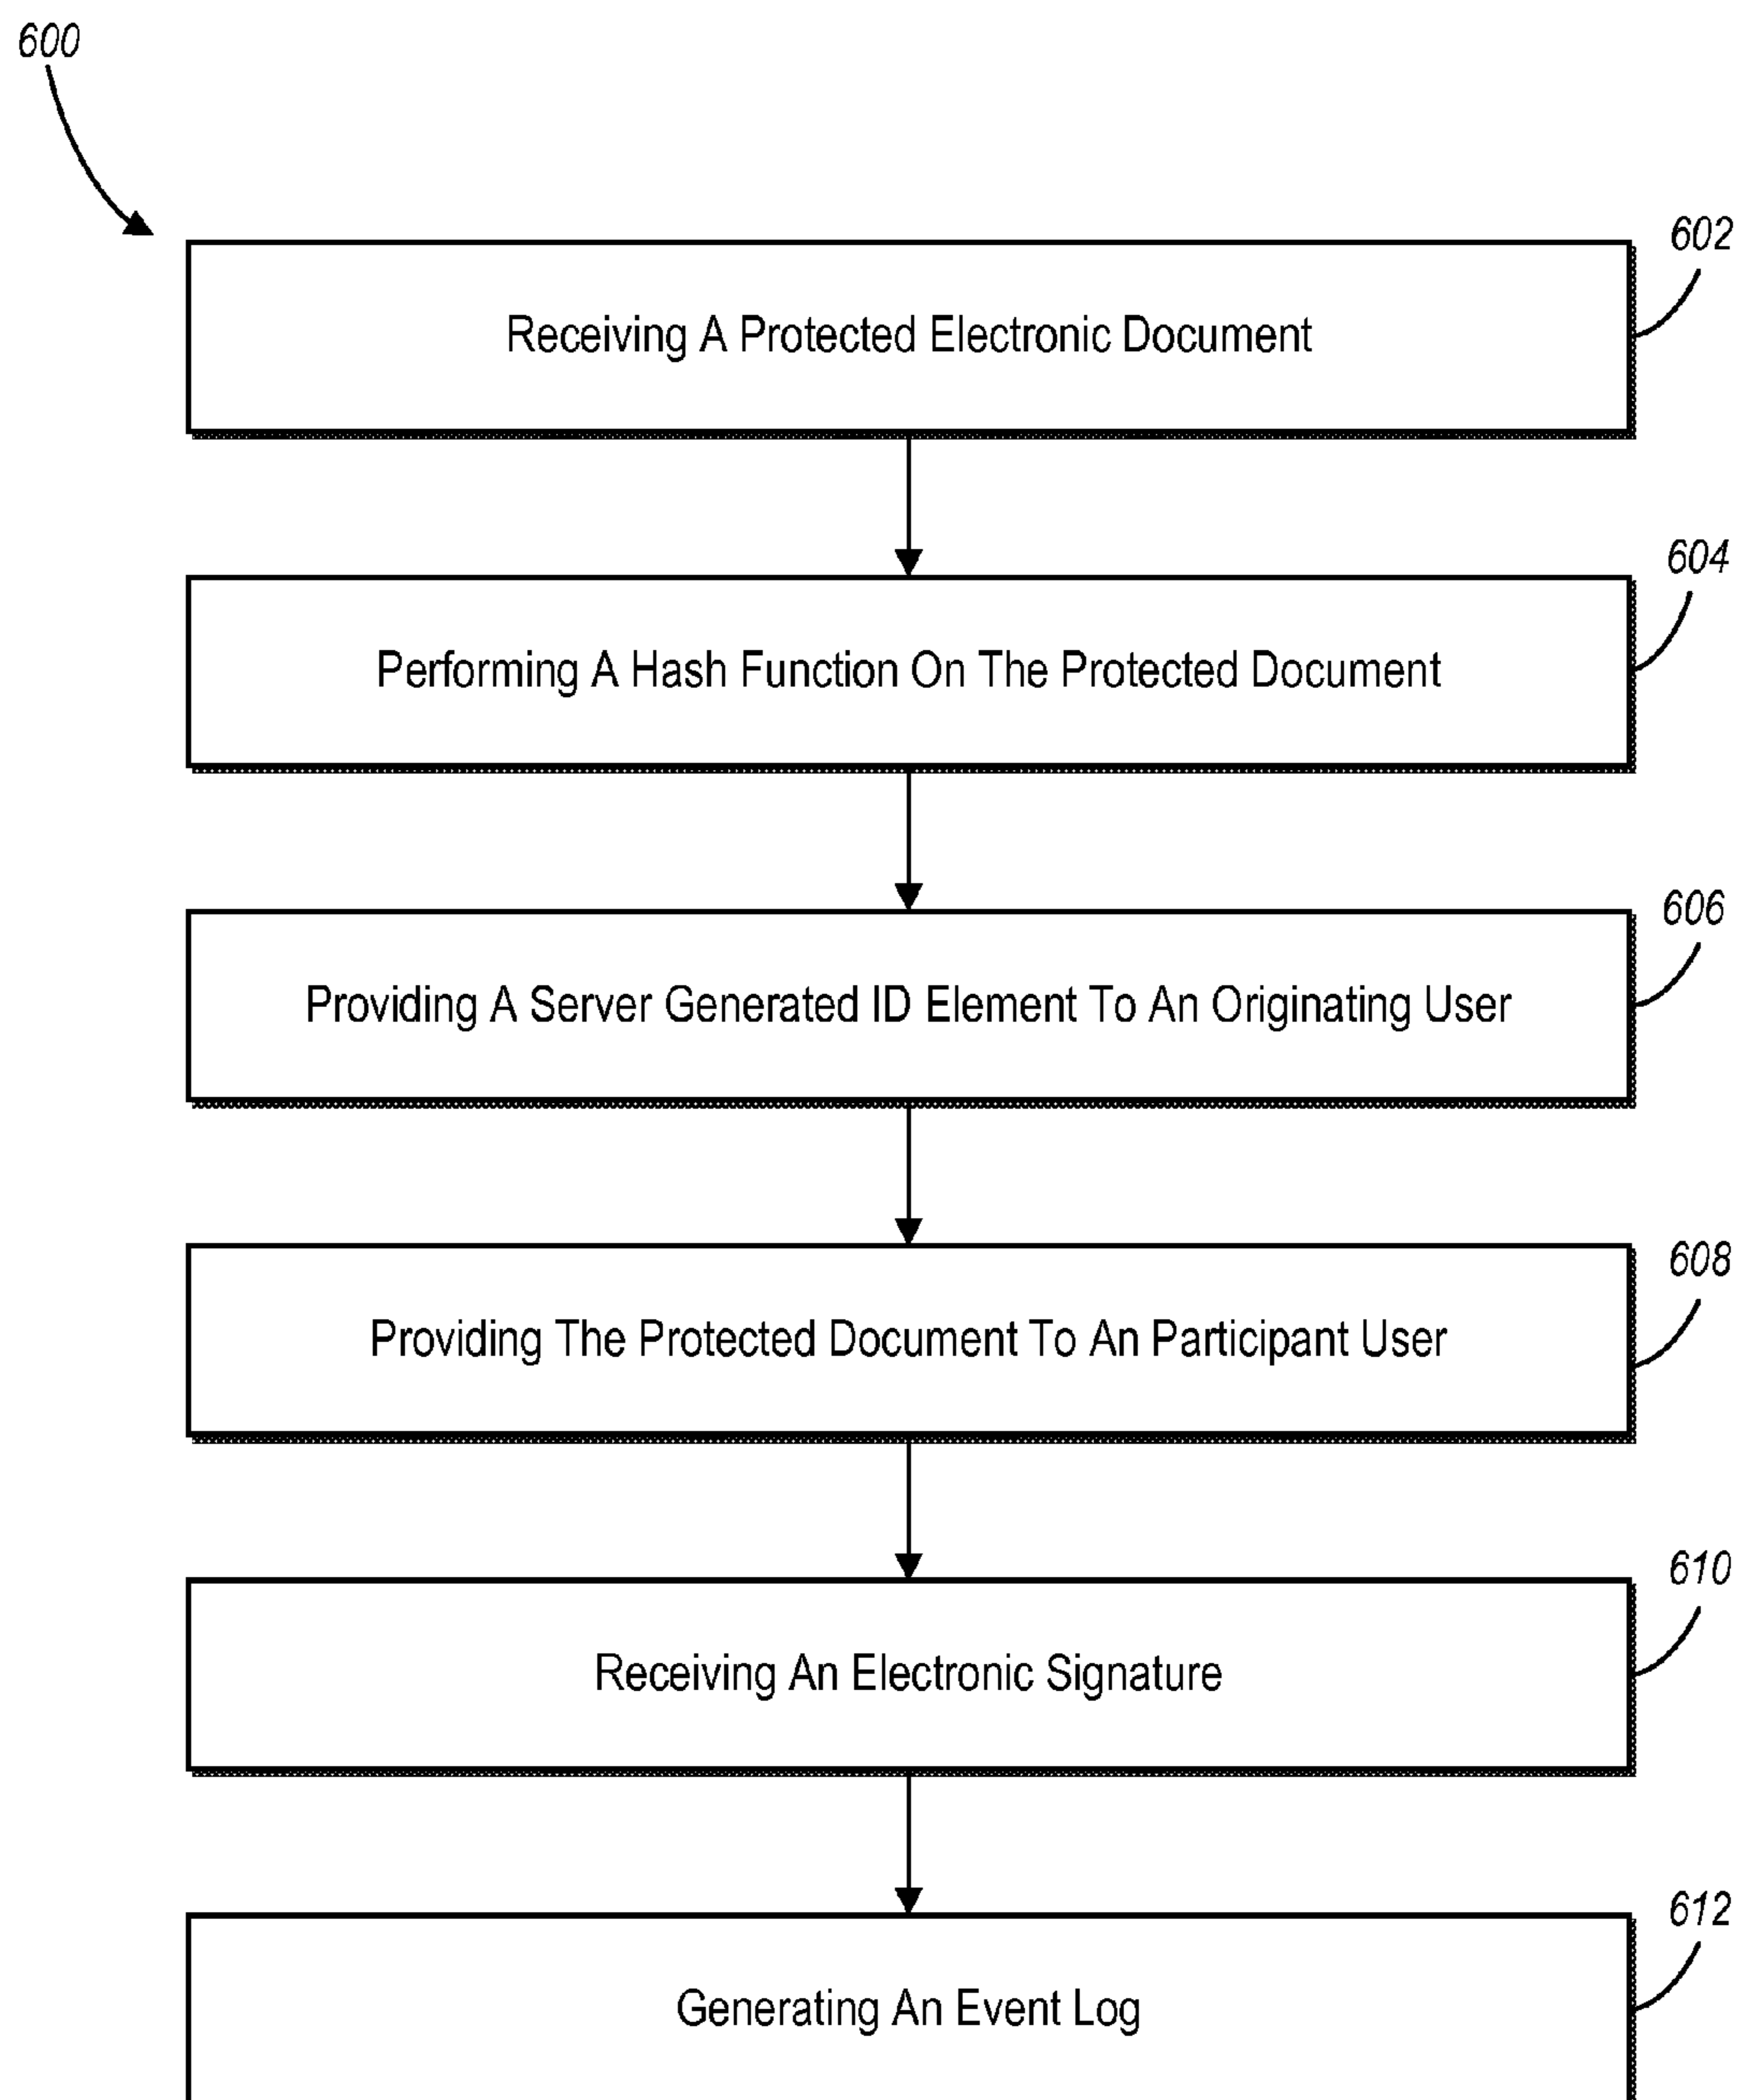 600
602
Receiving A Protected Electronic Document
604
Performing A Hash Function On The Protected Document
606
Providing A Server Generated ID Element To An Originating User
608
Providing The Protected Document To An Participant User
610
Receiving An Electronic Signature
612
Generating An Event Log